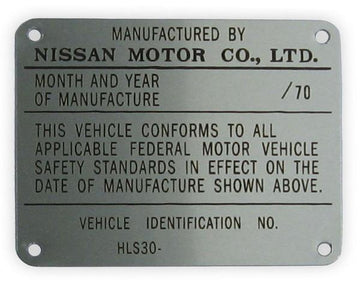 MANUFACTURED BY
NISSAN MOTOR CO., LTD.
MONTH AND YEAR
OF MANUFACTURE /70
THIS VEHICLE CONFORMS TO ALL
APPLICABLE FEDERAL MOTOR VEHICLE
SAFETY STANDARDS IN EFFECT ON THE
DATE OF MANUFACTURE SHOWN ABOVE.
VEHICLE IDENTIFICATION NO.
HLS30-